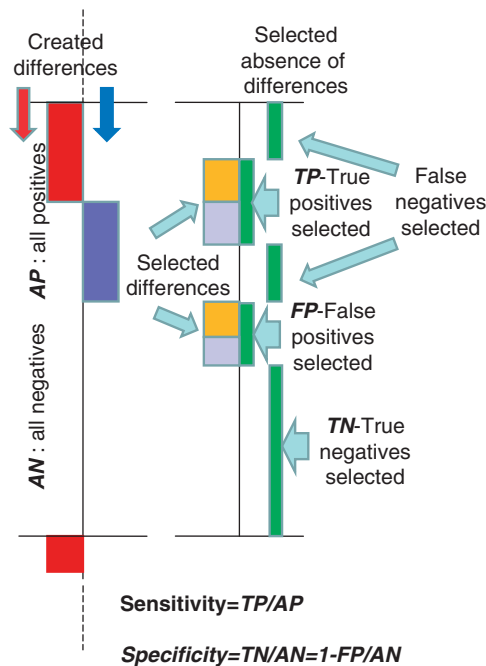 Created
differences
Selected
absence of
differences
AP : all positives
AN : all negatives
TP-True
positives
selected
False
negatives
selected
Selected
differences
FP-False
positives
selected
TN-True
negatives
selected
Sensitivity=TP/AP
Specificity=TN/AN=1-FP/AN